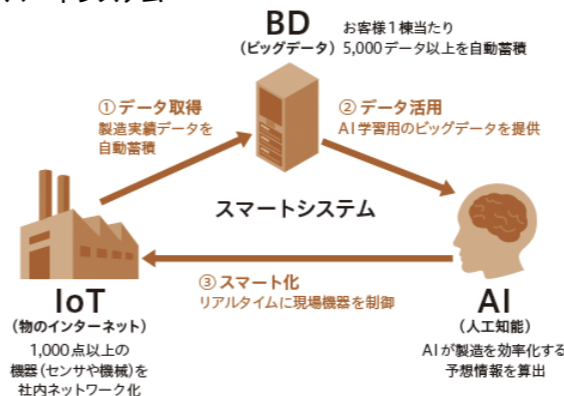 BD
(ビッグデータ)
お客様1棟当たり
5,000データ以上を自動蓄積
①データ取得
製造実績データを
自動蓄積
②データ活用
AI学習用のビッグデータを提供
スマートシステム
③スマート化
リアルタイムに現場機器を制御
IoT
(物のインターネット)
1,000点以上の
機器(センサや機械)を
社内ネットワーク化
AI
(人工知能)
AIが製造を効率化する
予想情報を算出